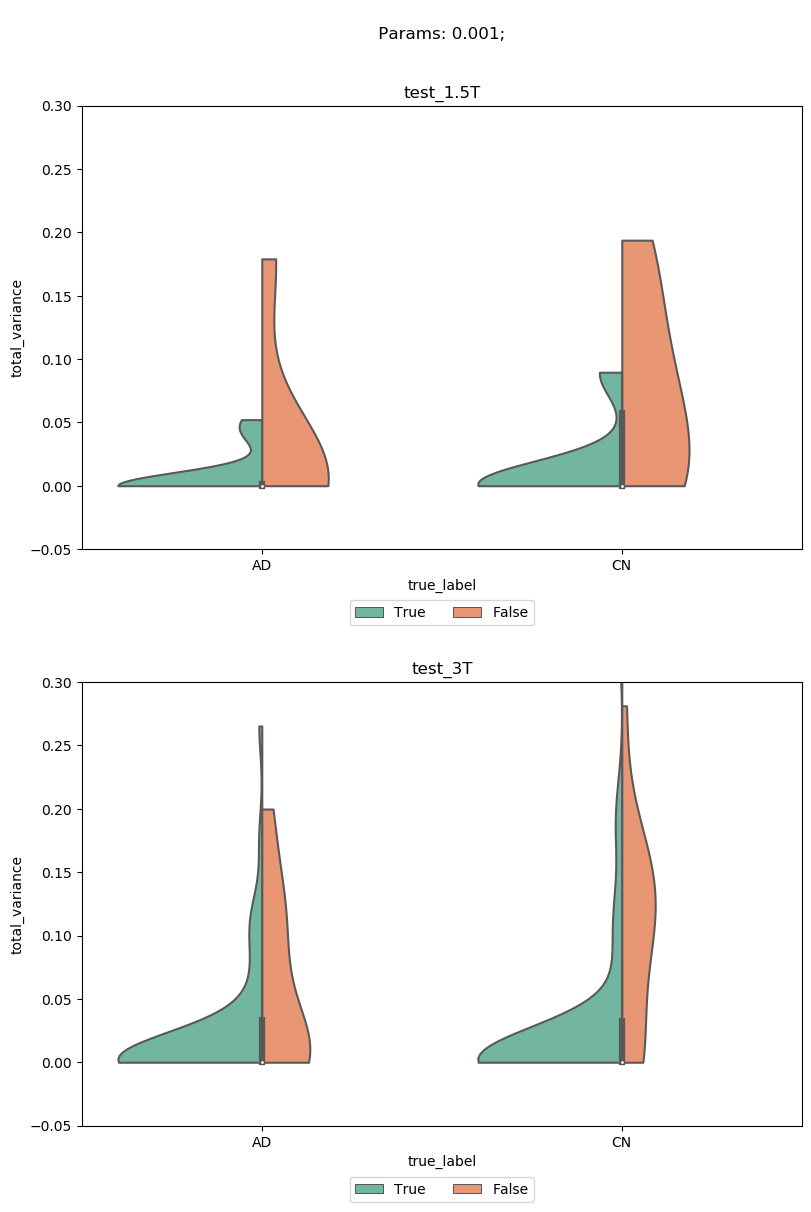 Params: 0.001;
test_1.5T
0.30
0.25
0.20
0.15
0.10
0.05
0.00
−0.05
total_variance
AD CN
true_label
True False
test_3T
0.30
0.25
0.20
0.15
0.10
0.05
0.00
−0.05
total_variance
AD CN
true_label
True False